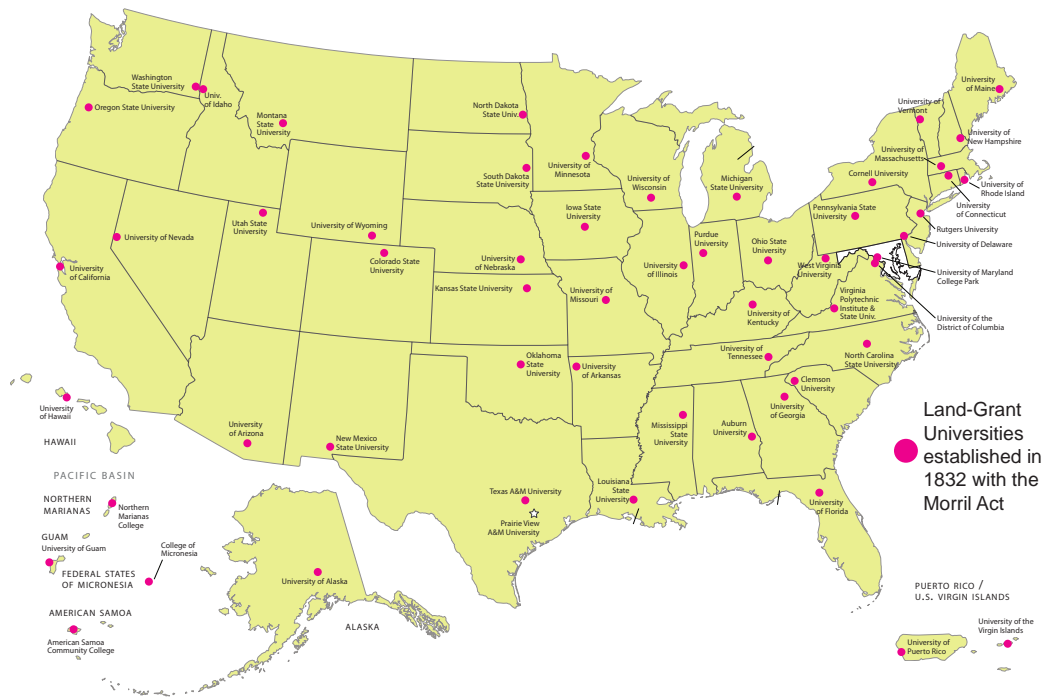 Washington
State University
Univ.
of Idaho
Oregon State University
Montana
State
University
North Dakota
State Univ.
South Dakota
State University
University of
Minnesota
University of
Wisconsin
Michigan
State University
University
of Maine
University of
Vermont
University of
New Hampshire
University of
Massachusetts
Cornell University
University of
Rhode Island
University
of Connecticut
Pennsylvania State
University
Rutgers University
University of Delaware
University of Maryland
College Park
University of the
District of Columbia
Iowa State
University
Utah State
University
University of Wyoming
Colorado State
University
University of Nevada
University
of California
University
of Nebraska
Kansas State University
University of
Missouri
University
of Illinois
Purdue
University
Ohio State
University
West Virginia
University
Virginia
Polytechnic
Institute &
State Univ.
University of
Kentucky
University of
Tennessee
North Carolina
State University
Oklahoma
State
University
University
of Arkansas
Clemson
University
University
of Georgia
Mississippi
State
University
Auburn
University
University
of Arizona
New Mexico
State University
Texas A&M University
Prairie View
A&M University
Louisiana
State
University
University
of Florida
Land-Grant
Universities
established in
1832 with the
Morril Act
University
of Hawaii
HAWAII
PACIFIC BASIN
NORTHERN
MARIANAS
Northern
Marianas
College
GUAM
University of Guam
College of
Micronesia
FEDERAL STATES
OF MICRONESIA
AMERICAN SAMOA
American Samoa
Community College
University of Alaska
ALASKA
PUERTO RICO /
U.S. VIRGIN ISLANDS
University of the
Virgin Islands
University of
Puerto Rico